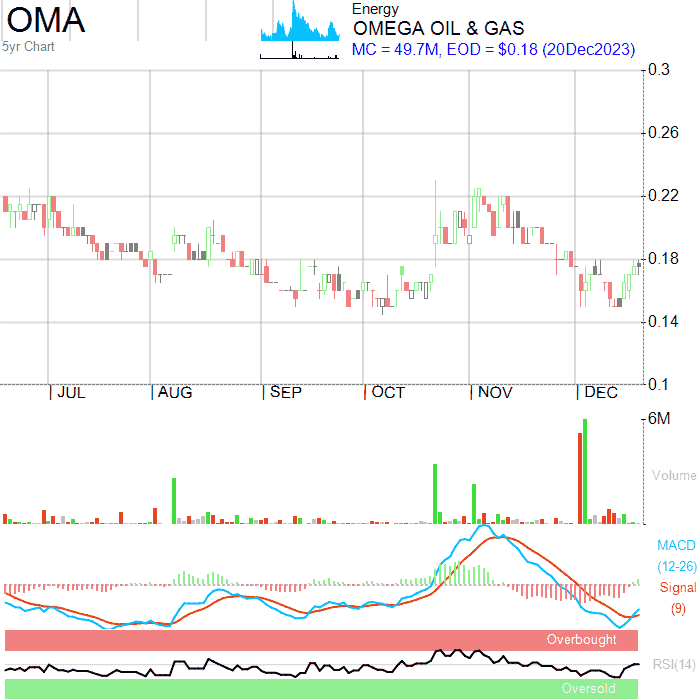 OMA
5yr Chart
Energy
OMEGA OIL & GAS
MC = 49.7M, EOD = $0.18 (20Dec2023)
0.3
0.26
0.22
0.18
0.14
0.1
JUL AUG SEP OCT NOV DEC
6M
Volume
MACD
(12-26)
Signal
(9)
Overbought
RSI(14)
Oversold